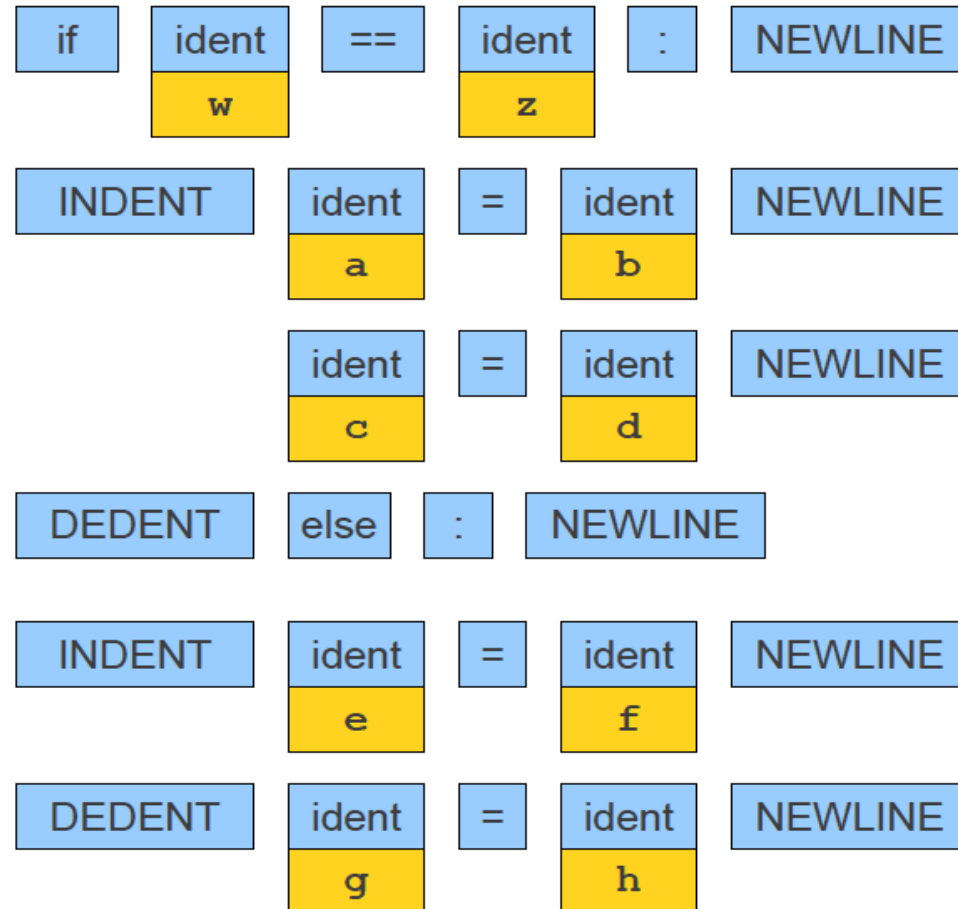 if ident == ident : NEWLINE
w z
INDENT ident = ident NEWLINE
a b
ident = ident NEWLINE
c d
DEDENT else : NEWLINE
INDENT ident = ident NEWLINE
e f
DEDENT ident = ident NEWLINE
g h